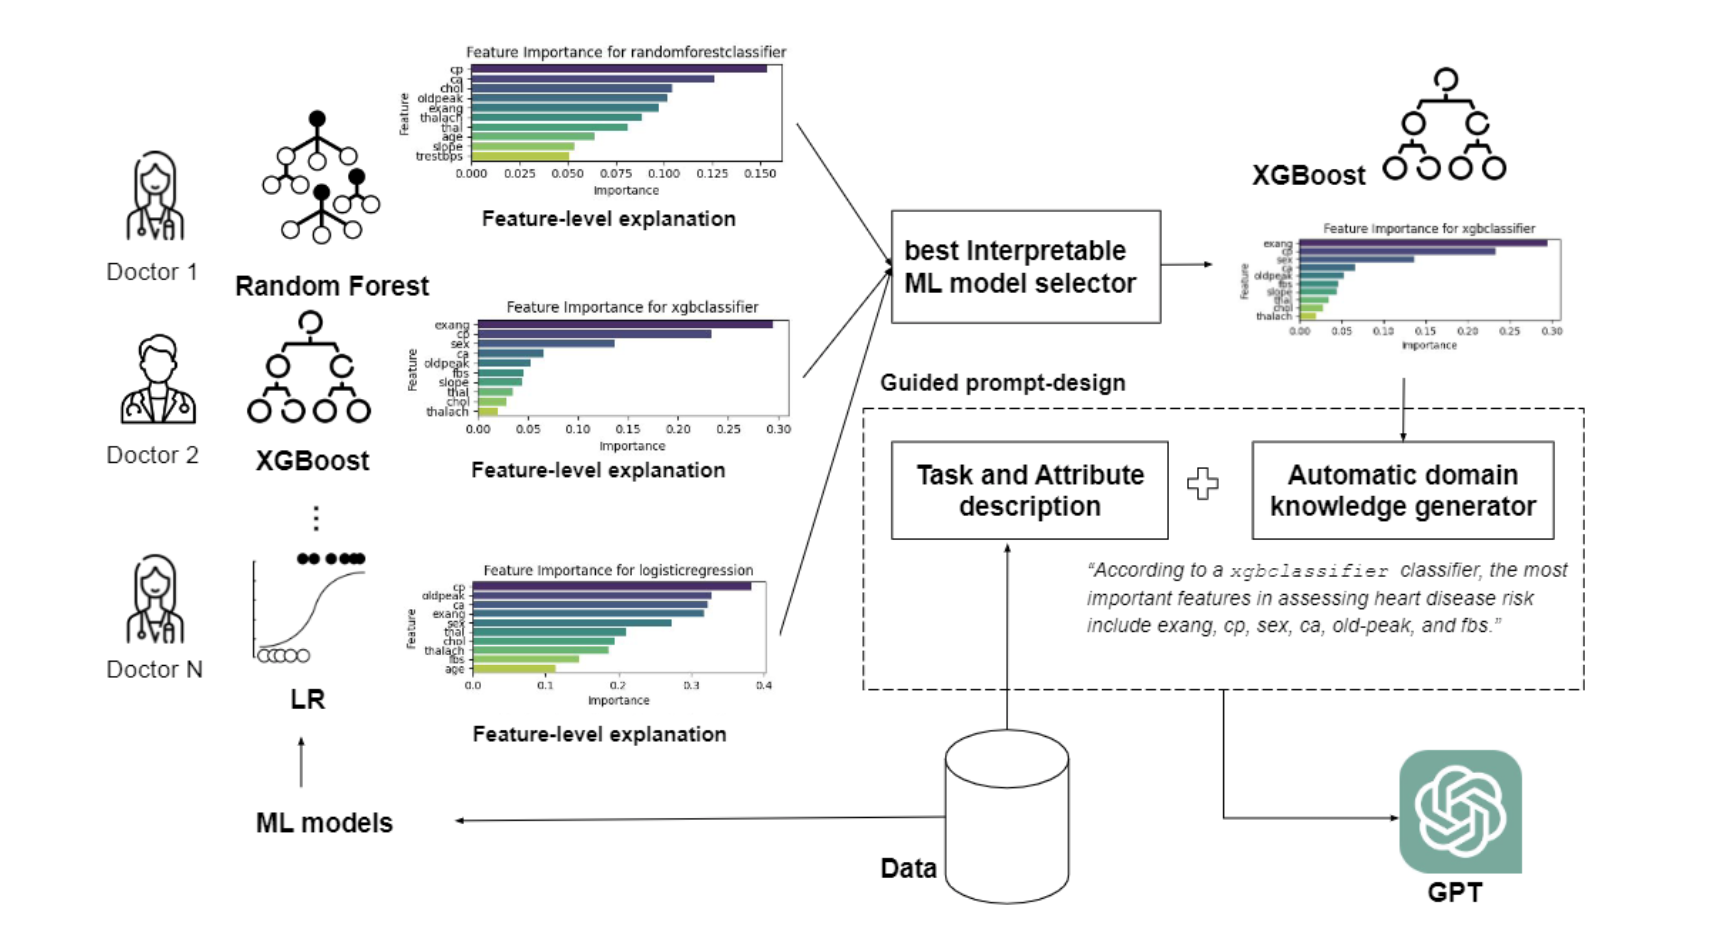 Feature Importance for randomforestclassifier
Feature
cp
ca
chol
oldpeak
exang
thalach
thal
age
slope
trestbps
0.000 0.025 0.050 0.075 0.100 0.125 0.150
Importance
Feature-level explanation
Doctor 1
Random Forest
Feature Importance for xgbclassifier
Feature
exang
cp
sex
ca
oldpeak
fbs
slope
thal
chol
thalach
0.00 0.05 0.10 0.15 0.20 0.25 0.30
Importance
Feature-level explanation
Doctor 2
XGBoost
Feature Importance for logisticregression
Feature
cp
oldpeak
ca
exang
sex
thal
chol
thalach
fbs
age
0.0 0.1 0.2 0.3 0.4
Importance
Feature-level explanation
Doctor N
LR
ML models
best Interpretable
ML model selector
XGBoost
Feature Importance for xgbclassifier
Feature
exang
cp
sex
ca
oldpeak
fbs
slope
thal
chol
thalach
0.00 0.05 0.10 0.15 0.20 0.25 0.30
Importance
Guided prompt-design
Task and Attribute
description
Automatic domain
knowledge generator
“According to a xgbclassifier classifier, the most
important features in assessing heart disease risk
include exang, cp, sex, ca, old-peak, and fbs.”
Data
GPT